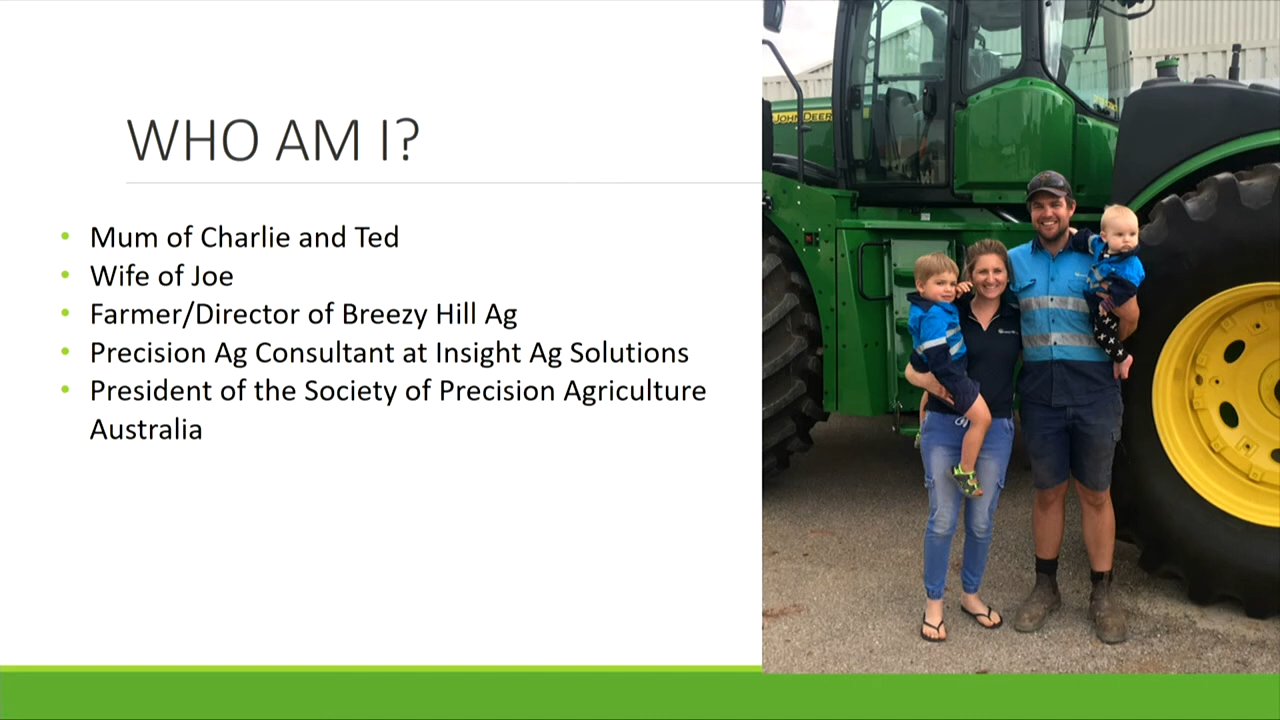 WHO AM I?
• Mum of Charlie and Ted
• Wife of Joe
• Farmer/Director of Breezy Hill Ag
• Precision Ag Consultant at Insight Ag Solutions
• President of the Society of Precision Agriculture
Australia
JOHN DEER